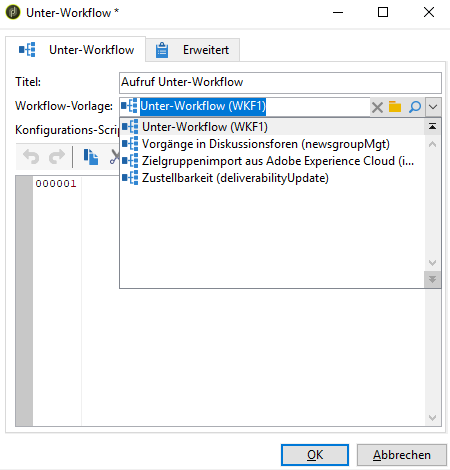 Unter-Workflow *
Unter-Workflow
Erweitert
Titel:
Aufruf Unter-Workflow
Workflow-Vorlage:
Unter-Workflow (WKF1)
Konfigurations-Scrip
Unter-Workflow (WKF1)
Vorgänge in Diskussionsforen (newsgroupMgt)
Zielgruppenimport aus Adobe Experience Cloud (i...
Zustellbarkeit (deliverabilityUpdate)
000001
OK
Abbrechen